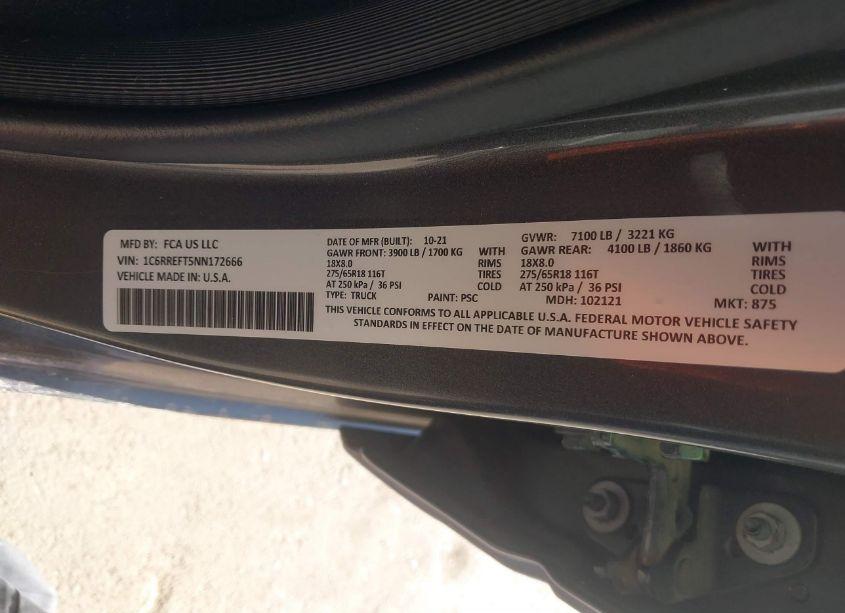 MFD BY: FCA US LLC
VIN: 1C6RREFT5NN172666
VEHICLE MADE IN: U.S.A.
DATE OF MFR (BUILT): 10-21 GVWR: 7100 LB / 3221 KG
GAWR FRONT: 3900 LB / 1700 KG WITH GAWR REAR: 4100 LB / 1860 KG WITH
18X8.0 RIMS 18X8.0 RIMS
275/65R18 116T TIRES 275/65R18 116T TIRES
AT 250 kPa / 36 PSI COLD AT 250 kPa / 36 PSI COLD
TYPE: TRUCK PAINT: PSC MDH: 102121 MKT: 875
THIS VEHICLE CONFORMS TO ALL APPLICABLE U.S.A. FEDERAL MOTOR VEHICLE SAFETY
STANDARDS IN EFFECT ON THE DATE OF MANUFACTURE SHOWN ABOVE.